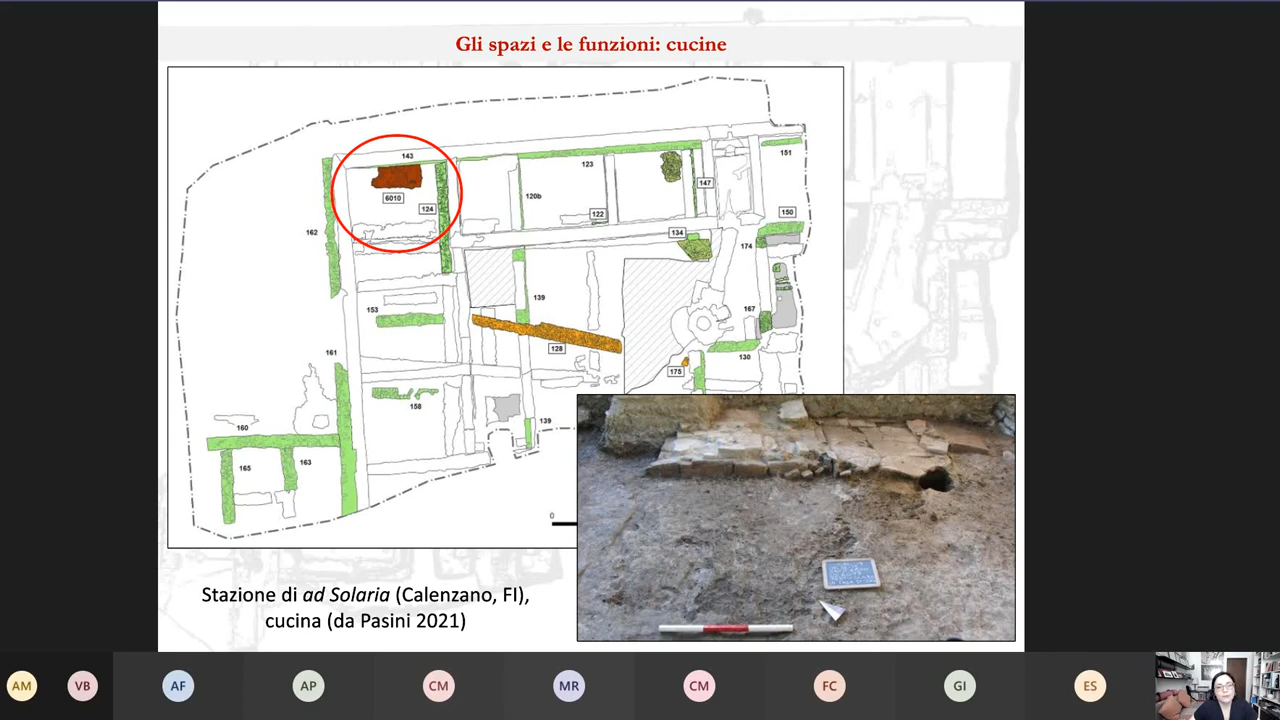 Gli spazi e le funzioni: cucine
143
123
151
6010
120b
147
124
122
150
162
134
174
139
153
167
128
161
130
175
158
160
139
165
163
0
Stazione di ad Solaria (Calenzano, FI),
cucina (da Pasini 2021)
AM
VB
AF
AP
CM
MR
CM
FC
GI
ES